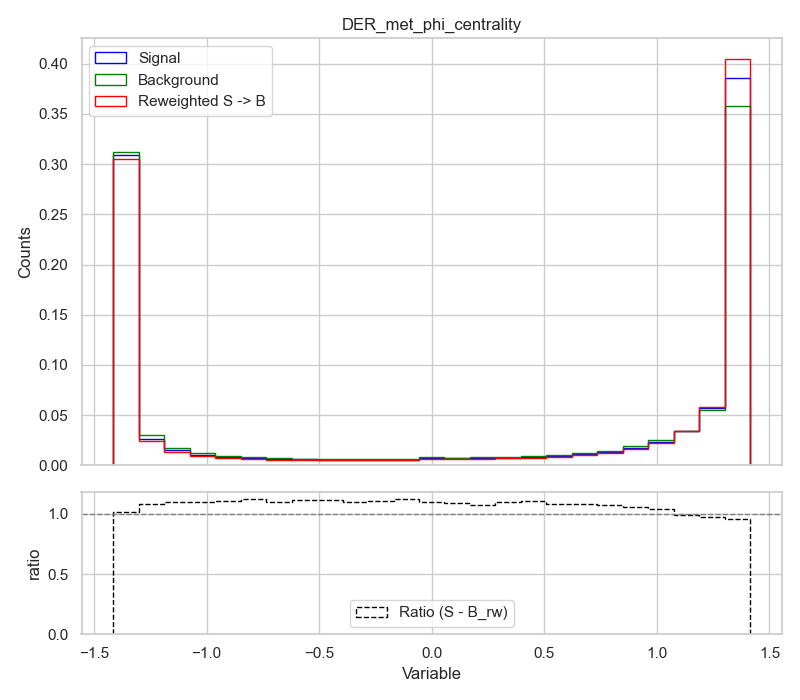 DER_met_phi_centrality
Signal
Background
Reweighted S -> B
Counts
0.40
0.35
0.30
0.25
0.20
0.15
0.10
0.05
0.00
ratio
1.0
0.5
0.0
Ratio (S - B_rw)
−1.5 −1.0 −0.5 0.0 0.5 1.0 1.5
Variable